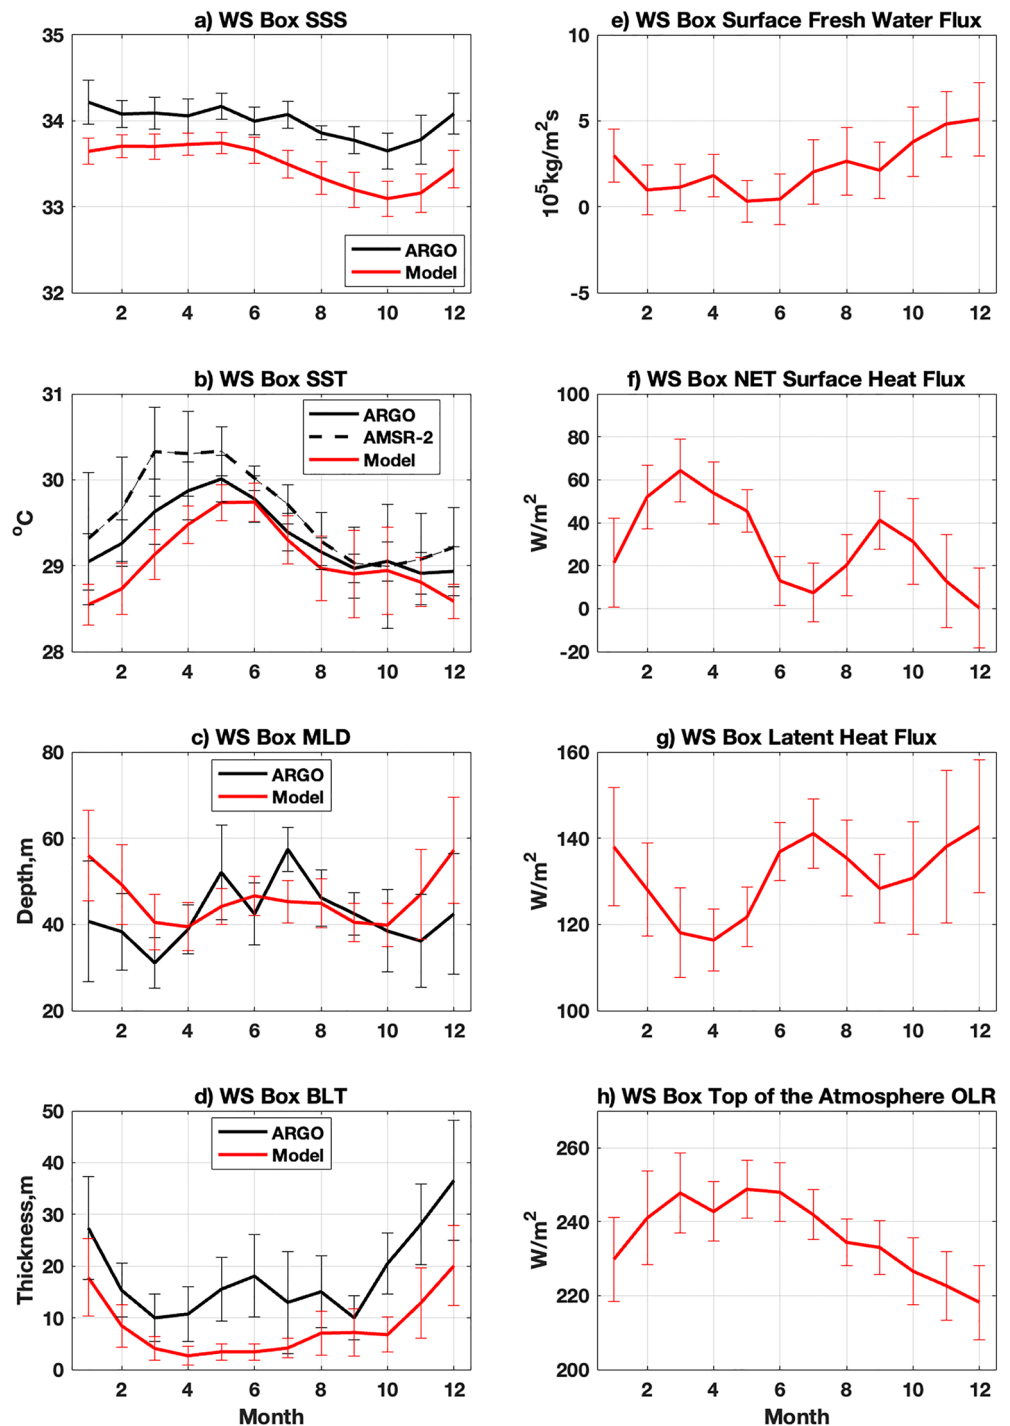 a) WS Box SSS
35
34
33
32
2 4 6 8 10 12
ARGO
Model
e) WS Box Surface Fresh Water Flux
10
5
0
-5
10⁵kg/m²s
2 4 6 8 10 12
b) WS Box SST
31
30
29
28
ºC
2 4 6 8 10 12
ARGO
AMSR-2
Model
f) WS Box NET Surface Heat Flux
100
80
60
40
20
0
-20
W/m²
2 4 6 8 10 12
c) WS Box MLD
80
60
40
20
Depth,m
2 4 6 8 10 12
ARGO
Model
g) WS Box Latent Heat Flux
160
140
120
100
W/m²
2 4 6 8 10 12
d) WS Box BLT
50
40
30
20
10
0
Thickness,m
2 4 6 8 10 12
Month
ARGO
Model
h) WS Box Top of the Atmosphere OLR
260
240
220
200
W/m²
2 4 6 8 10 12
Month